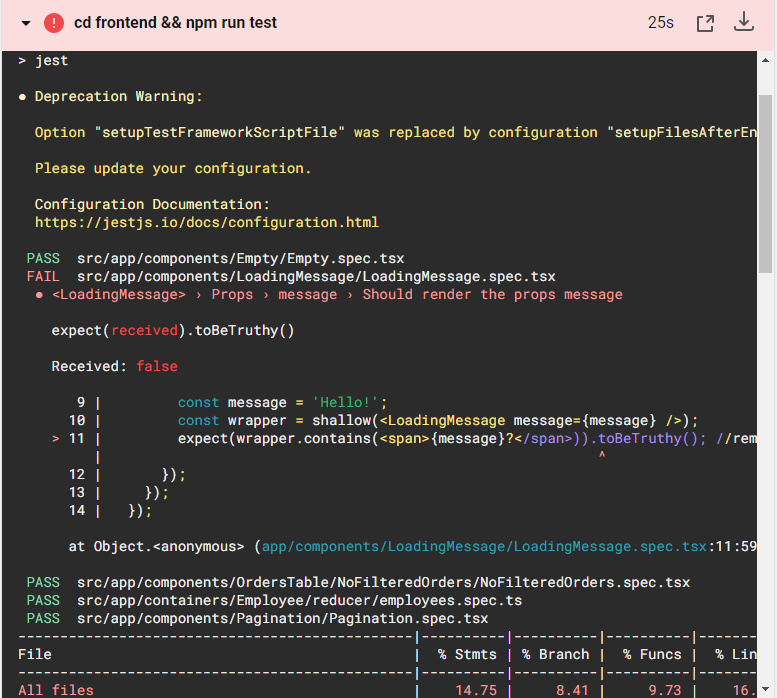 cd frontend && npm run test 25s
> jest
● Deprecation Warning:
Option "setupTestFrameworkScriptFile" was replaced by configuration "setupFilesAfterEn
Please update your configuration.
Configuration Documentation:
https://jestjs.io/docs/configuration.html
PASS src/app/components/Empty/Empty.spec.tsx
FAIL src/app/components/LoadingMessage/LoadingMessage.spec.tsx
● <LoadingMessage> › Props › message › Should render the props message
expect(received).toBeTruthy()
Received: false
9 | const message = 'Hello!';
10 | const wrapper = shallow(<LoadingMessage message={message} />);
> 11 | expect(wrapper.contains(<span>{message}?</span>)).toBeTruthy(); //rem
| ^
12 | });
13 | });
14 | });
at Object.<anonymous> (app/components/LoadingMessage/LoadingMessage.spec.tsx:11:59
PASS src/app/components/OrdersTable/NoFilteredOrders/NoFilteredOrders.spec.tsx
PASS src/app/containers/Employee/reducer/employees.spec.ts
PASS src/app/components/Pagination/Pagination.spec.tsx
-----------------------------------------------|----------|----------|----------|-------
File | % Stmts | % Branch | % Funcs | % Lin
-----------------------------------------------|----------|----------|----------|-------
All files | 14.75 | 8.41 | 9.73 | 16.